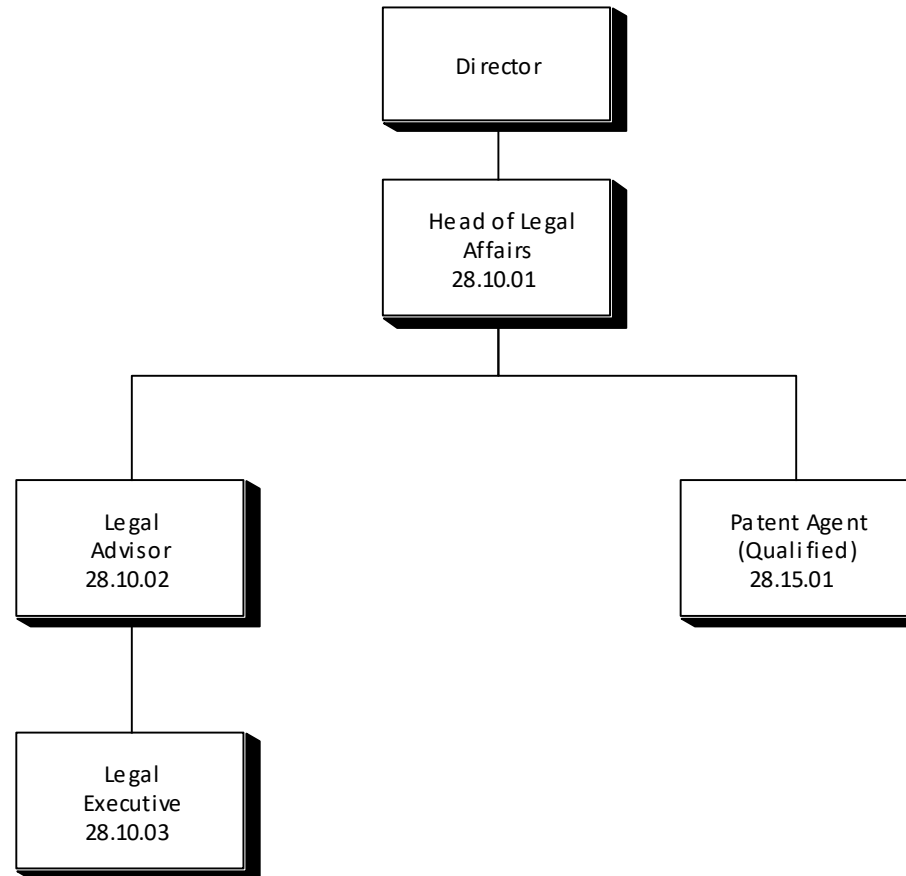 Director
Head of Legal
Affairs
28.10.01
Legal
Advisor
28.10.02
Patent Agent
(Qualified)
28.15.01
Legal
Executive
28.10.03